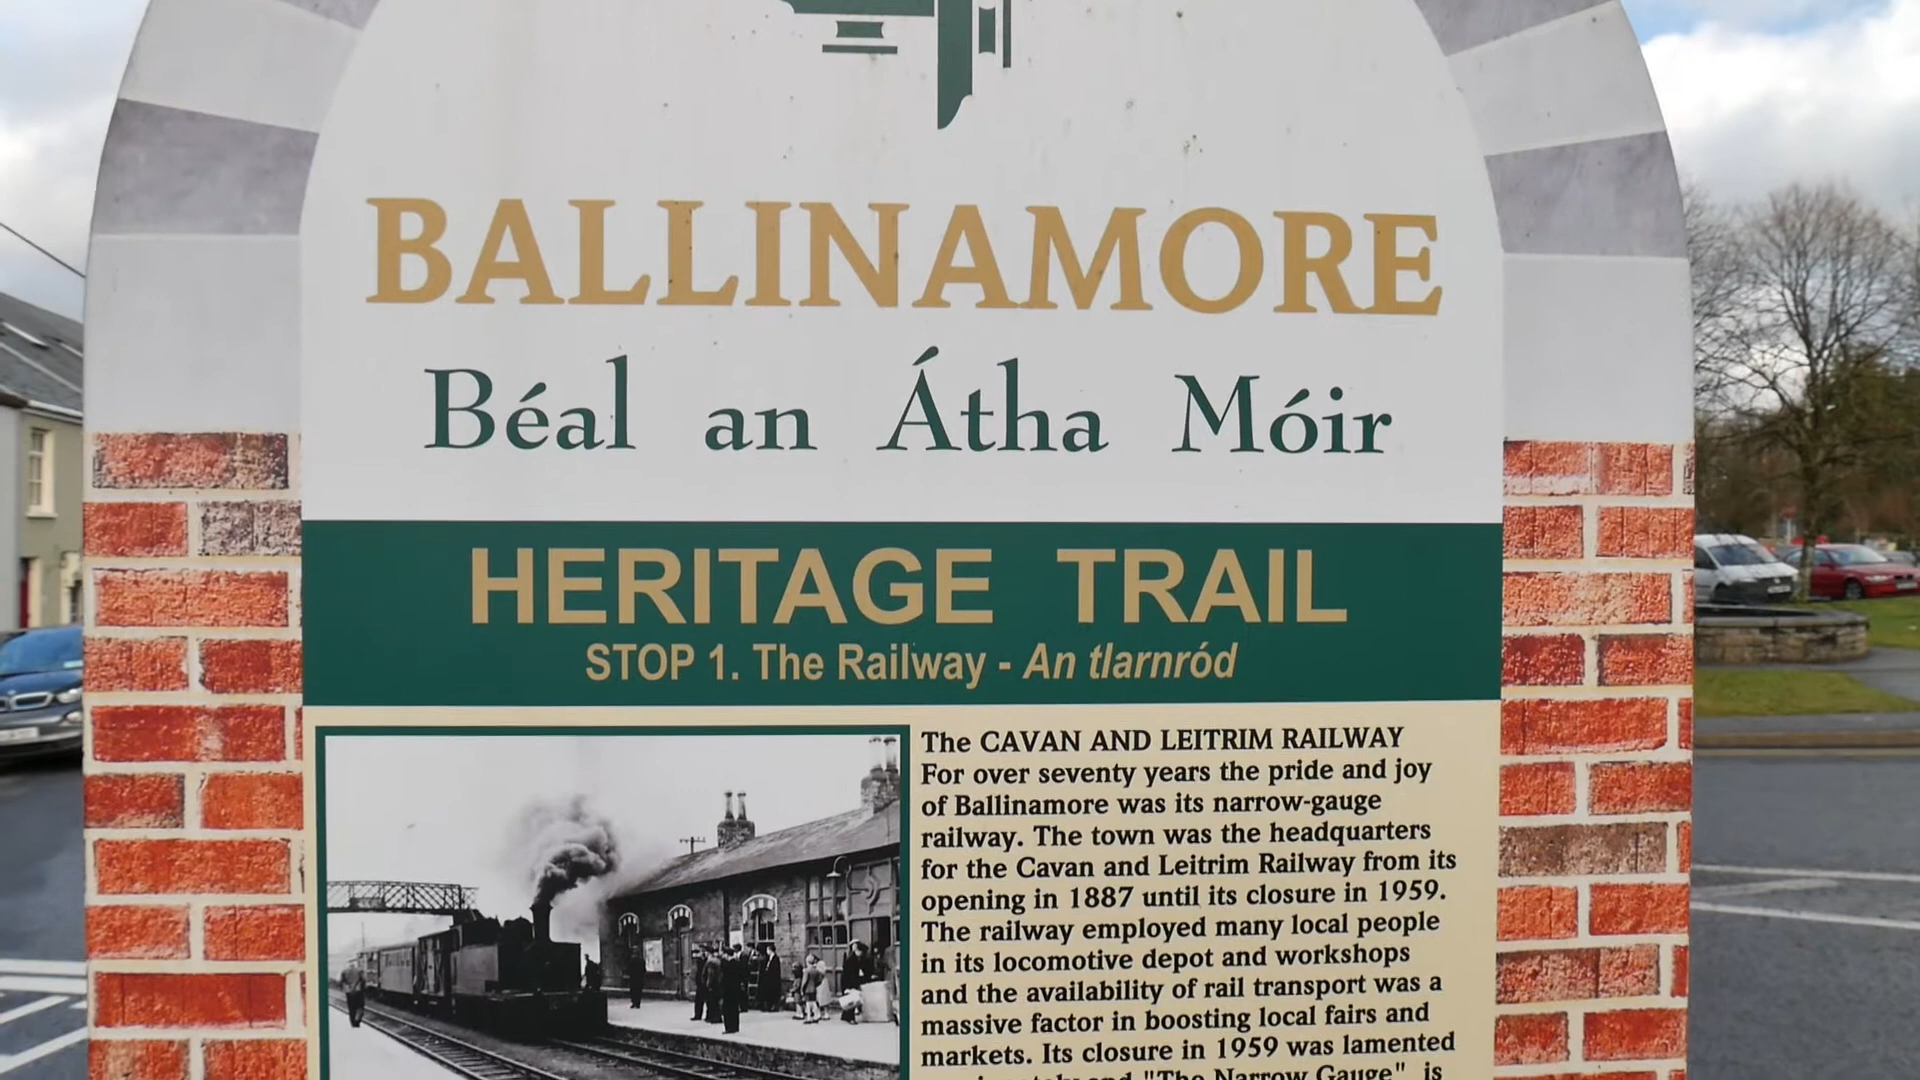 BALLINAMORE
Béal an Átha Móir
HERITAGE TRAIL
STOP 1. The Railway - An tIarnród
The CAVAN AND LEITRIM RAILWAY
For over seventy years the pride and joy
of Ballinamore was its narrow-gauge
railway. The town was the headquarters
for the Cavan and Leitrim Railway from its
opening in 1887 until its closure in 1959.
The railway employed many local people
in its locomotive depot and workshops
and the availability of rail transport was a
massive factor in boosting local fairs and
markets. Its closure in 1959 was lamented
"The Narrow Gauge" is